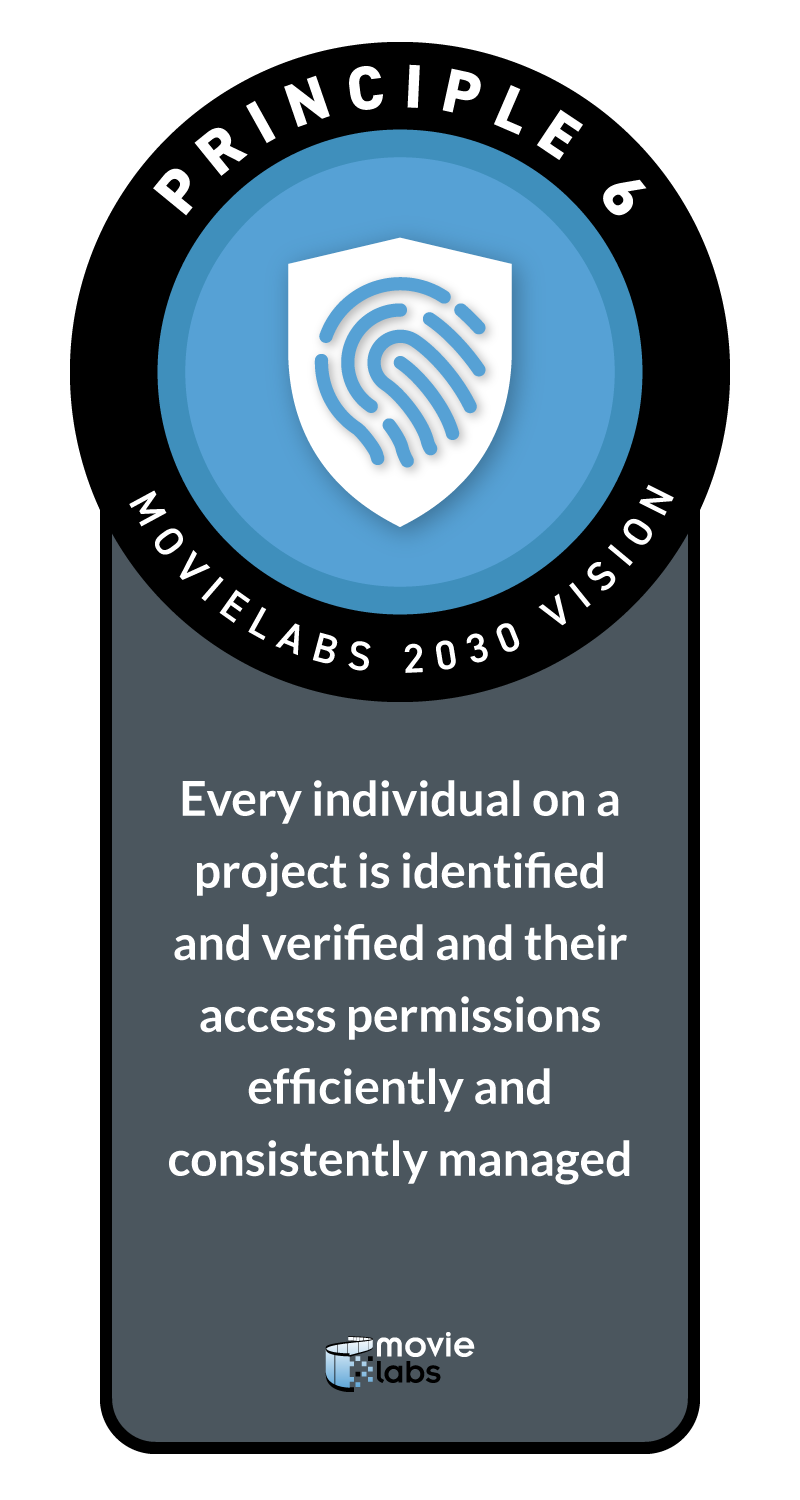 PRINCIPLE 6
MOVIELABS 2030 VISION
Every individual on a
project is identified
and verified and their
access permissions
efficiently and
consistently managed
movie
labs